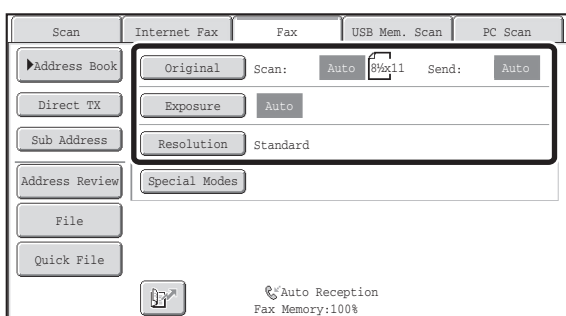 Scan Internet Fax Fax USB Mem. Scan PC Scan
Address Book Original Scan: Auto 8½x11 Send: Auto
Direct TX Exposure Auto
Sub Address Resolution Standard
Address Review Special Modes
File
Quick File
Auto Reception
Fax Memory:100%